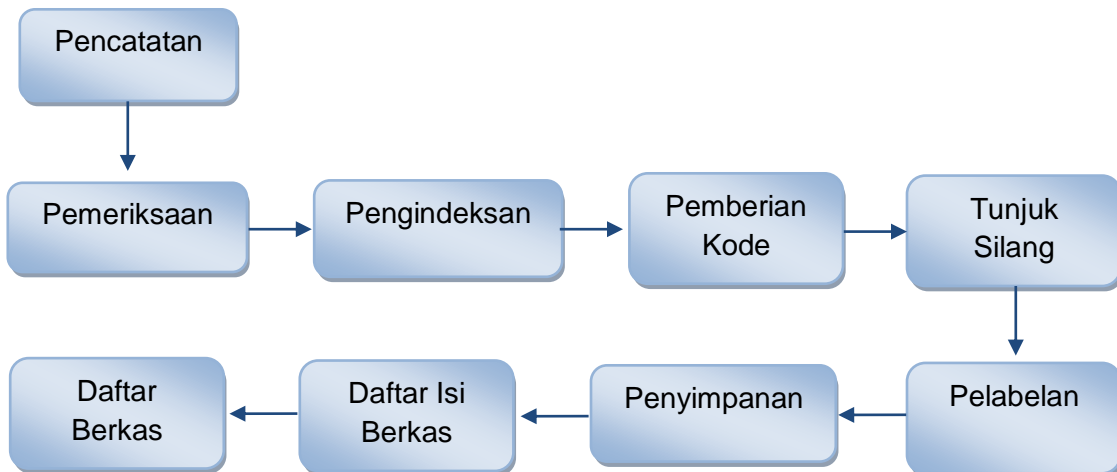 Pencatatan
Pemeriksaan
Pengindeksan
Pemberian
Kode
Tunjuk
Silang
Pelabelan
Penyimpanan
Daftar Isi
Berkas
Daftar
Berkas